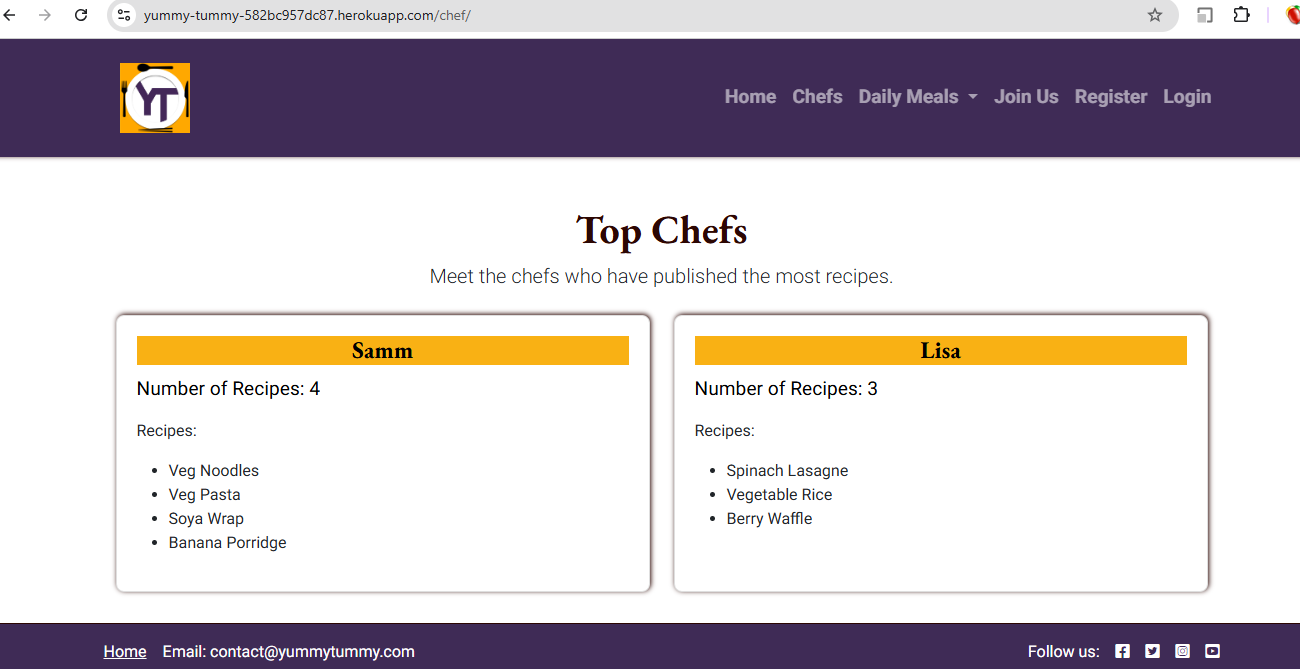 yummy-tummy-582bc957dc87.herokuapp.com/chef/
YT
Home Chefs Daily Meals Join Us Register Login
Top Chefs
Meet the chefs who have published the most recipes.
Samm
Number of Recipes: 4
Recipes:
Veg Noodles
Veg Pasta
Soya Wrap
Banana Porridge
Lisa
Number of Recipes: 3
Recipes:
Spinach Lasagne
Vegetable Rice
Berry Waffle
Home Email: contact@yummytummy.com Follow us: